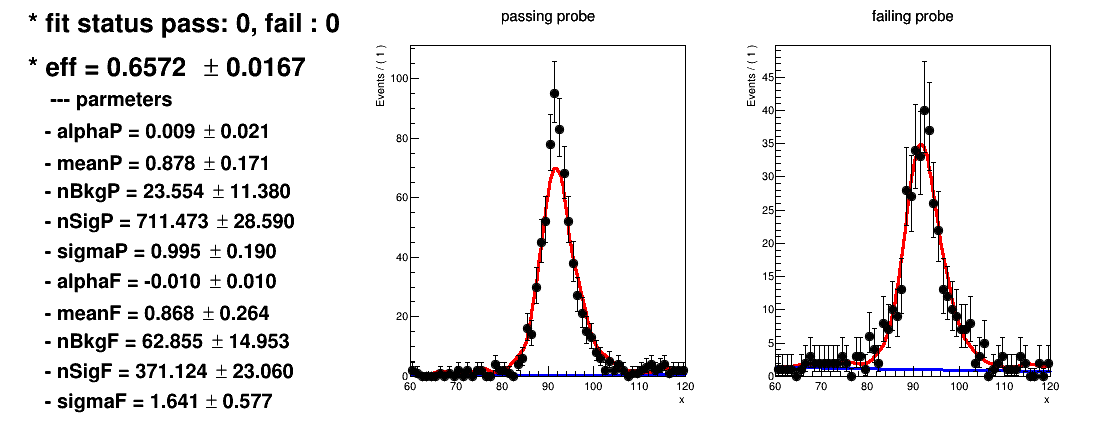 * fit status pass: 0, fail : 0
* eff = 0.6572 ± 0.0167
--- parmeters
- alphaP = 0.009 ± 0.021
- meanP = 0.878 ± 0.171
- nBkgP = 23.554 ± 11.380
- nSigP = 711.473 ± 28.590
- sigmaP = 0.995 ± 0.190
- alphaF = -0.010 ± 0.010
- meanF = 0.868 ± 0.264
- nBkgF = 62.855 ± 14.953
- nSigF = 371.124 ± 23.060
- sigmaF = 1.641 ± 0.577
passing probe
Events / ( 1 )
100
80
60
40
20
0
60 70 80 90 100 110 120
x
failing probe
Events / ( 1 )
45
40
35
30
25
20
15
10
5
0
60 70 80 90 100 110 120
x